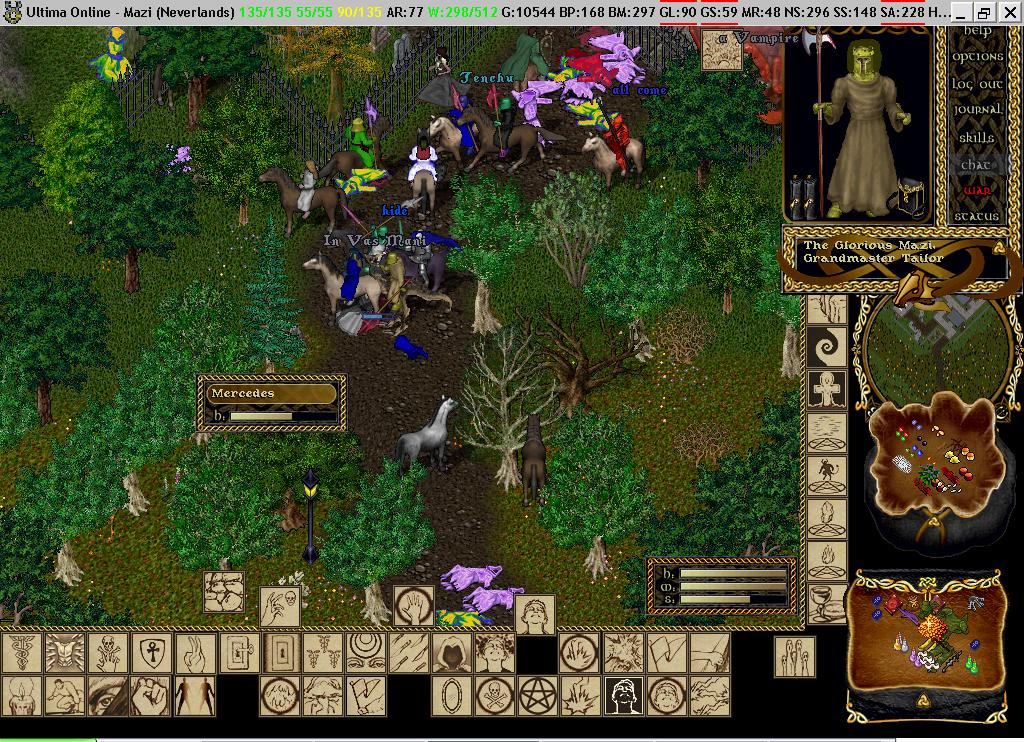 Ultima Online - Mazi (Neverlands) 135/135 55/55 90/135 AR:77 W:298/512 G:10544 BP:168 BM:297 GL:90 GS:59 MR:48 NS:296 SS:148 SA:228 H...
help
options
log out
journal
skills
chat
war
status
a Vampire
Jenchu
all come
hide
In Vas Mani
The Glorious Mazi,
Grandmaster Tailor
Mercedes
h:
h:
m:
s: